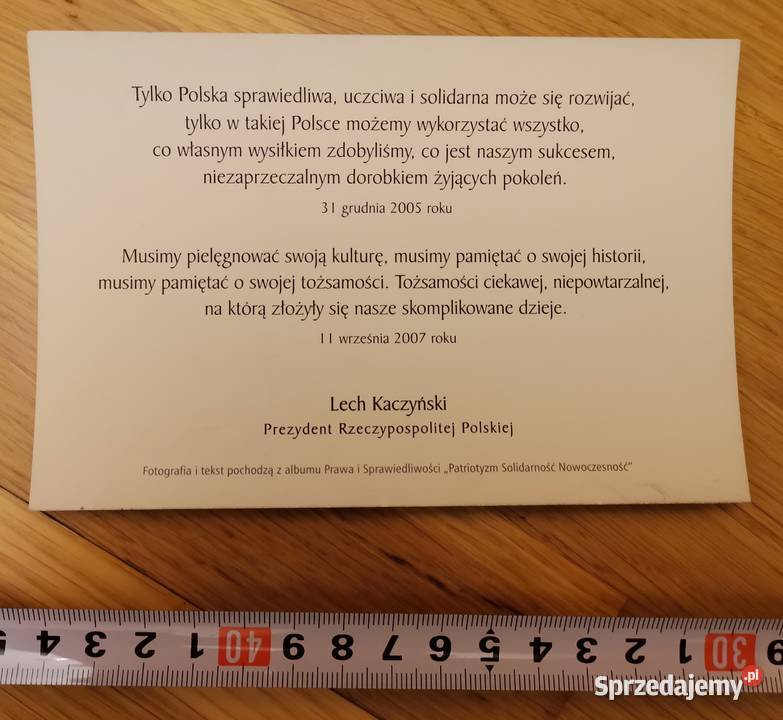 Tylko Polska sprawiedliwa, uczciwa i solidarna może się rozwijać,
tylko w takiej Polsce możemy wykorzystać wszystko,
co własnym wysiłkiem zdobyliśmy, co jest naszym sukcesem,
niezaprzeczalnym dorobkiem żyjących pokoleń.
31 grudnia 2005 roku
Musimy pielęgnować swoją kulturę, musimy pamiętać o swojej historii,
musimy pamiętać o swojej tożsamości. Tożsamości ciekawej, niepowtarzalnej,
na którą złożyły się nasze skomplikowane dzieje.
11 września 2007 roku
Lech Kaczyński
Prezydent Rzeczypospolitej Polskiej
Fotografia i tekst pochodzą z albumu Prawa i Sprawiedliwości „Patriotyzm Solidarność Nowoczesność”
5 4 3 2 1 40 9 8 7 6 5 4 3 2 1 30 9
Sprzedajemy.pl